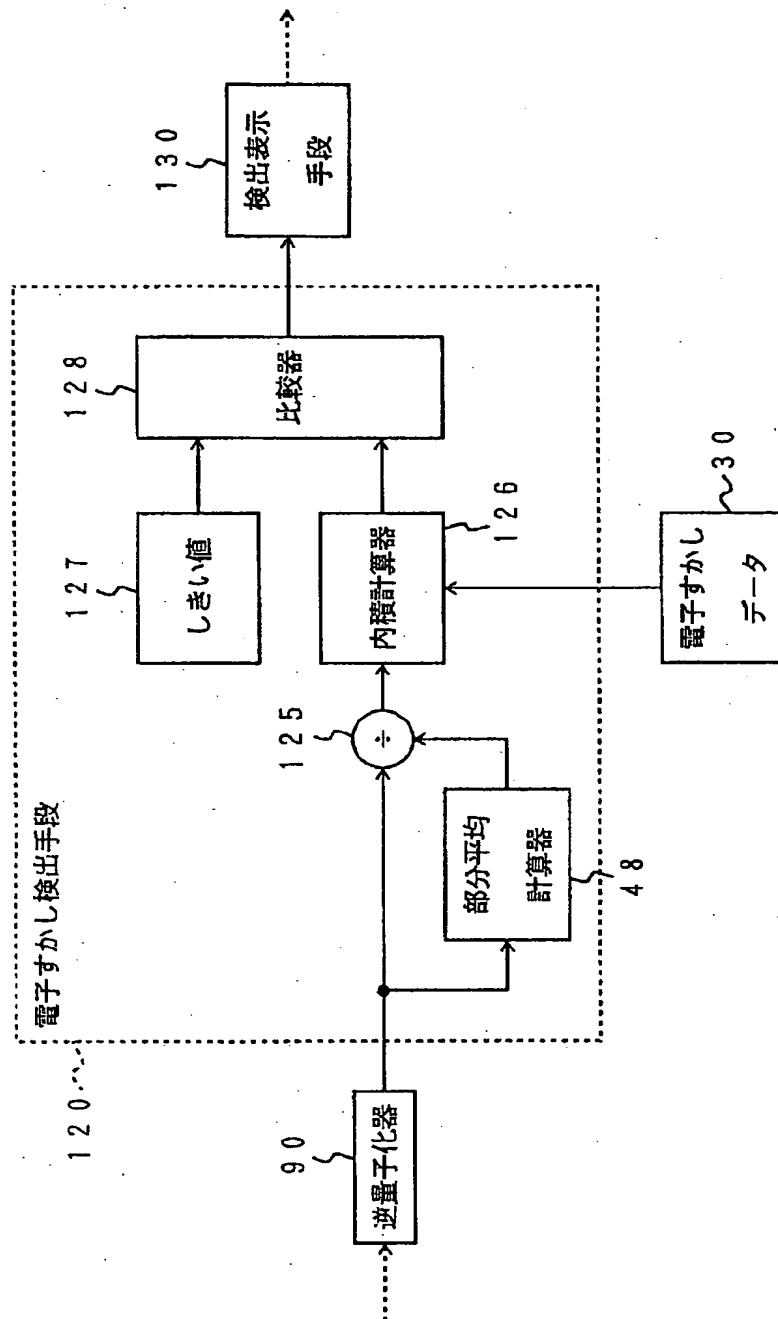 電子すかし検出手段
120
90
逆量子化器
部分平均
計算器
48
125
÷
127
しきい値
内積計算器
126
128
比較器
130
検出表示
手段
電子すかし
データ
30